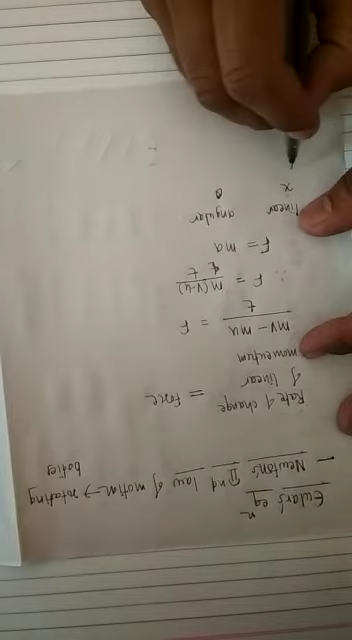 Eular's eqn
- Newton's IInd law of motion → rotating bodies
Rate of change of linear momentum = force
mv - mu / t = F
∴ F = m(v-u) / t
F = ma
linear angular
x θ